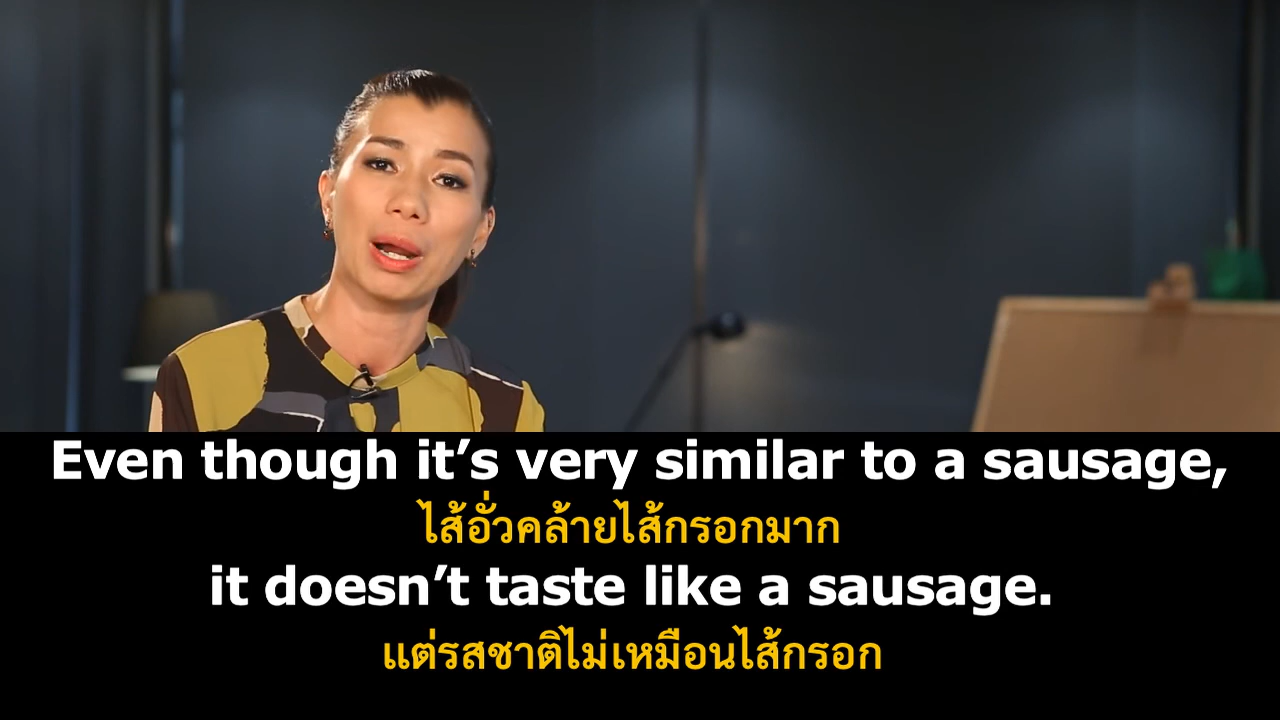 Even though it’s very similar to a sausage,
ไส้อั่วคล้ายไส้กรอกมาก
it doesn’t taste like a sausage.
แต่รสชาติไม่เหมือนไส้กรอก